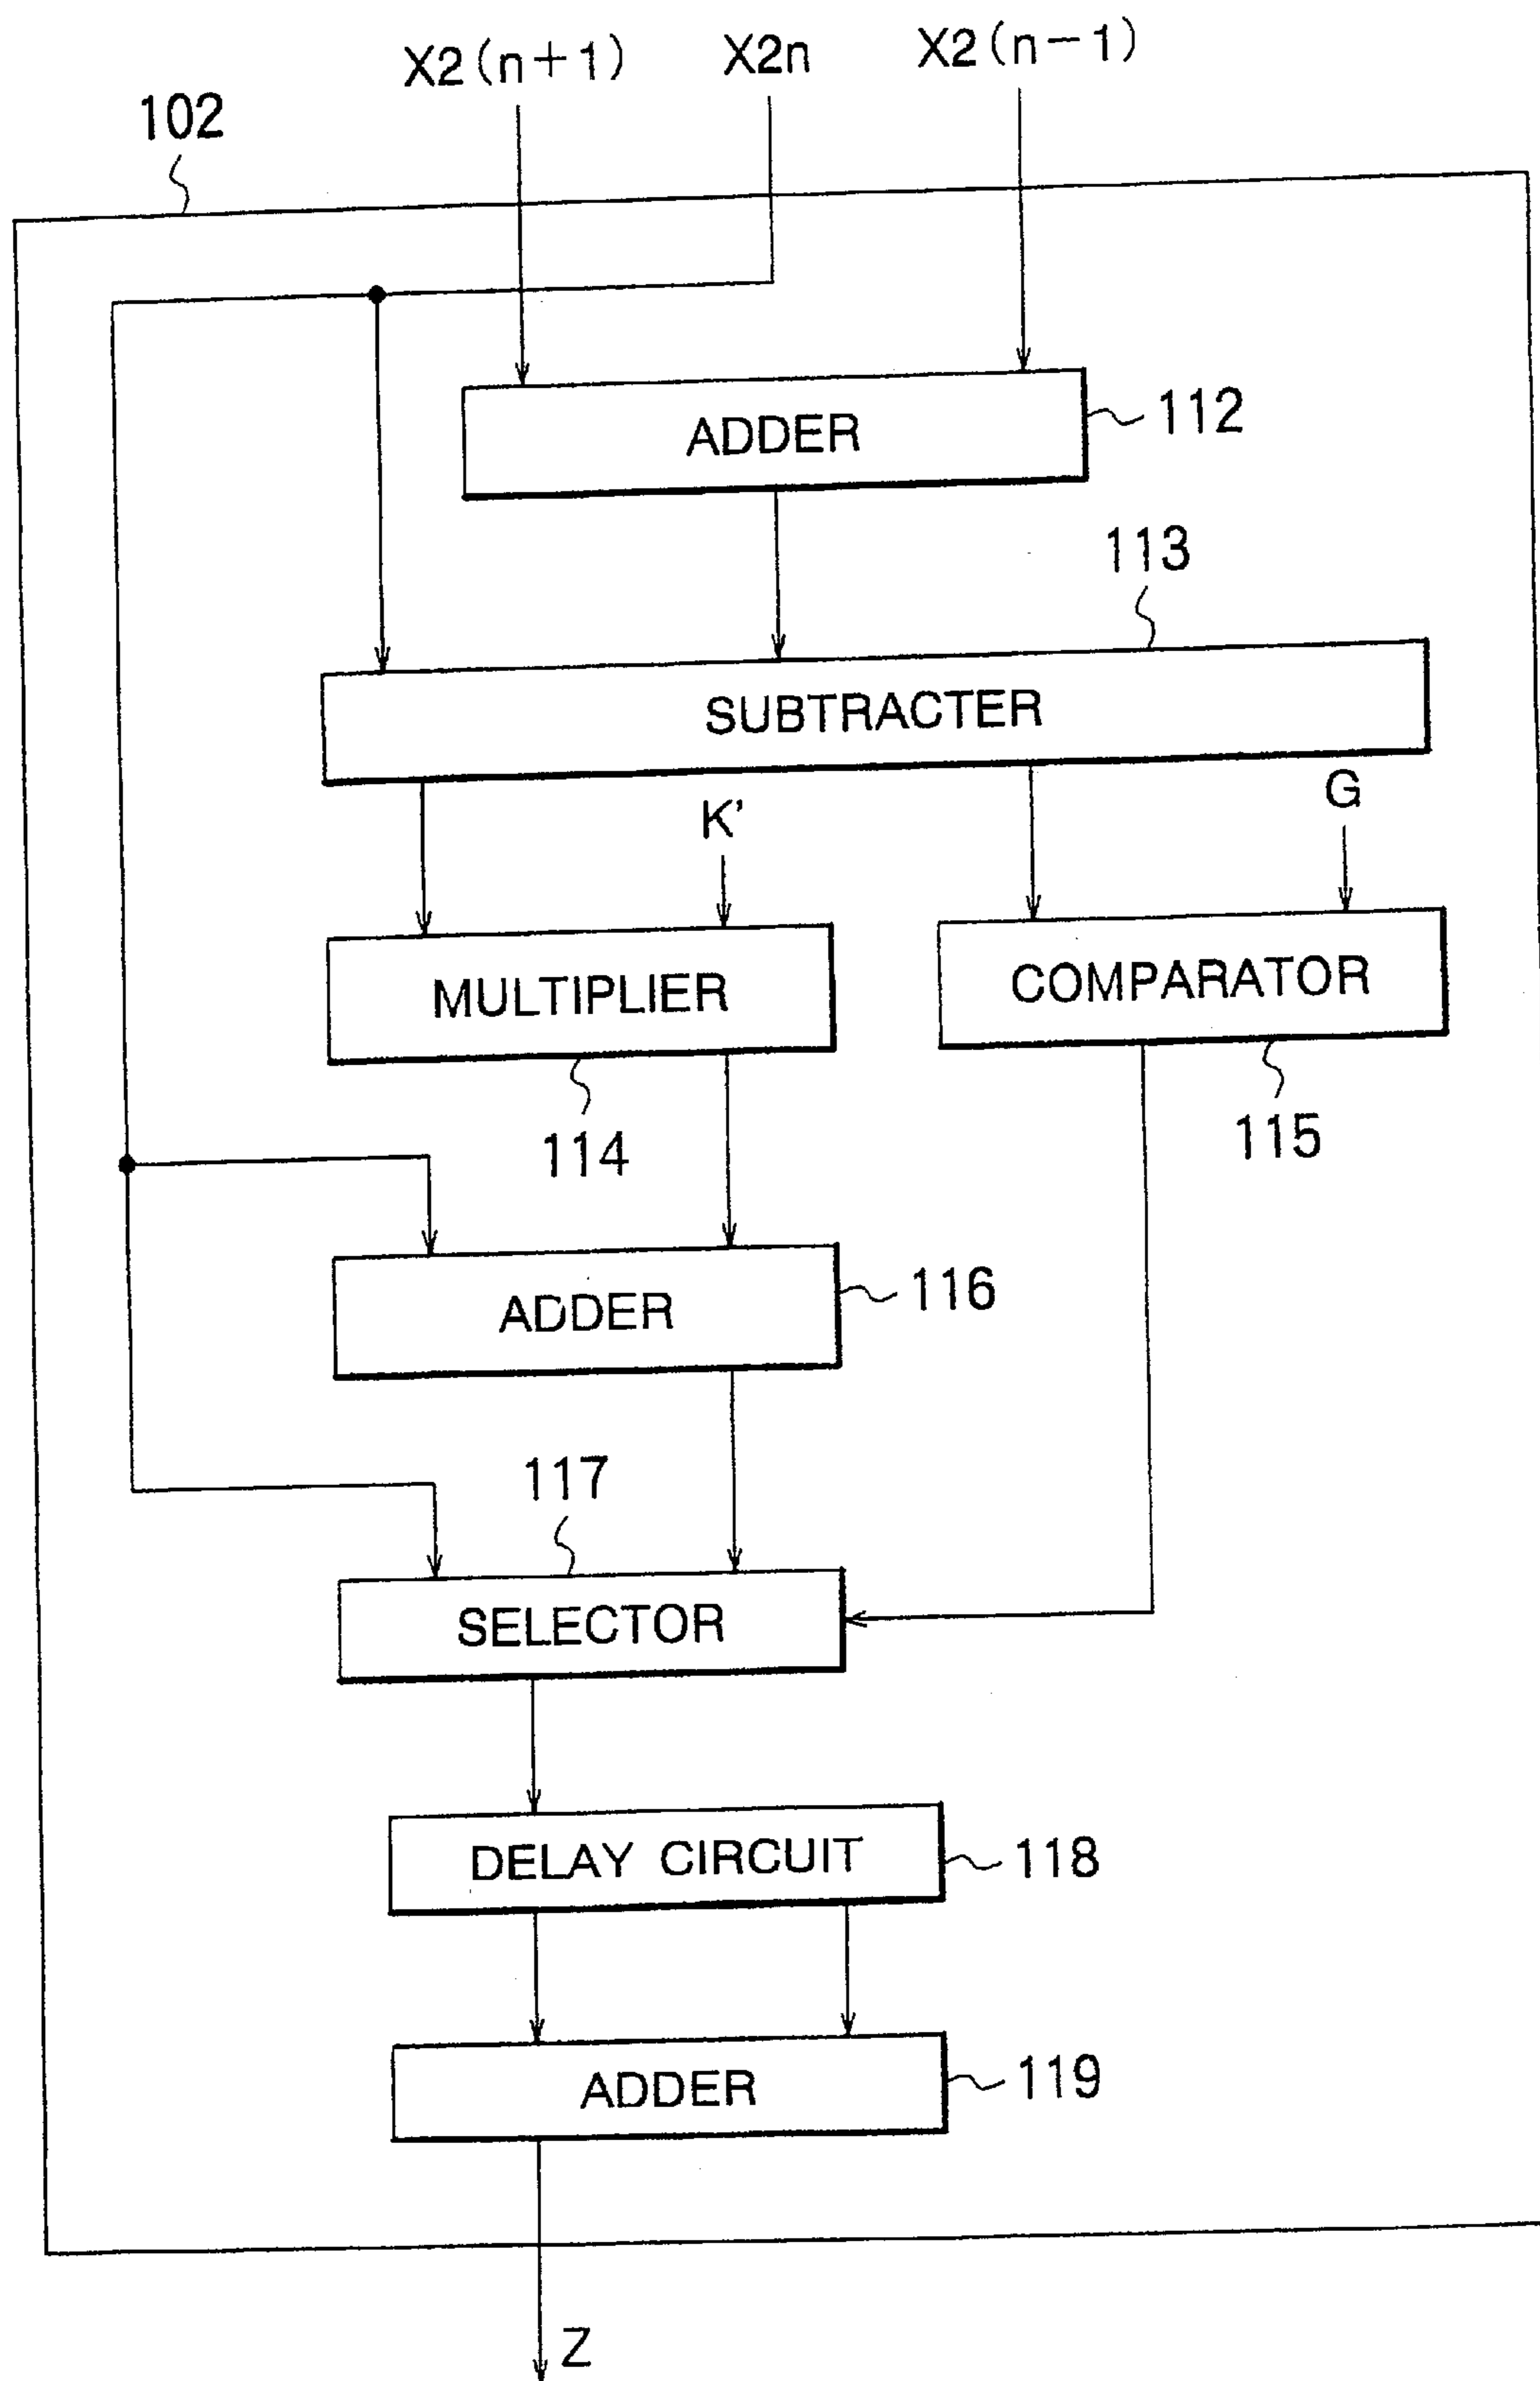 X2(n+1)
X2n
X2(n-1)
102
ADDER
112
113
SUBTRACTER
K'
G
MULTIPLIER
COMPARATOR
114
115
ADDER
116
117
SELECTOR
DELAY CIRCUIT
118
ADDER
119
Z